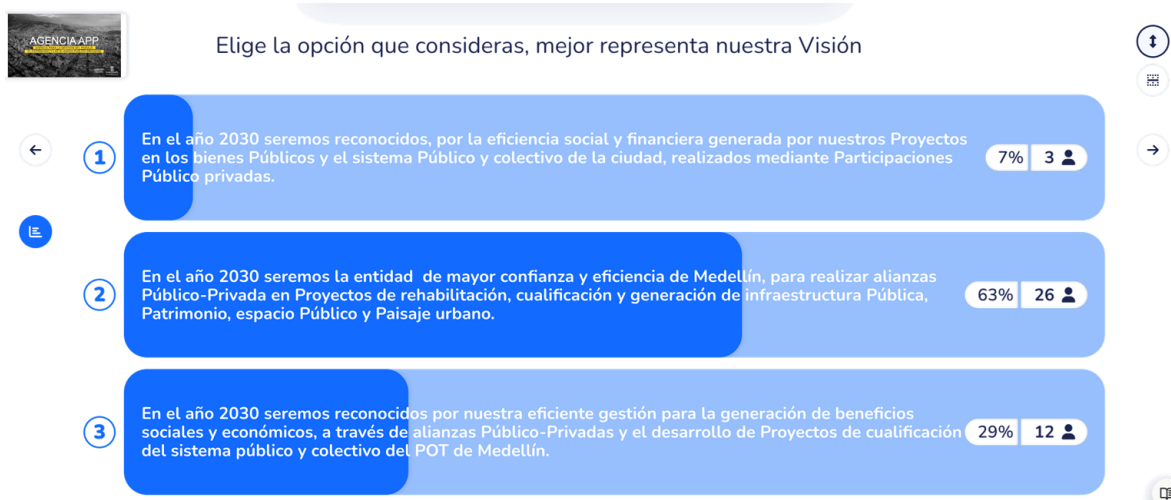 AGENCIA APP
Elige la opción que consideras, mejor representa nuestra Visión
1
En el año 2030 seremos reconocidos, por la eficiencia social y financiera generada por nuestros Proyectos
en los bienes Públicos y el sistema Público y colectivo de la ciudad, realizados mediante Participaciones
Público privadas.
7% 3
2
En el año 2030 seremos la entidad  de mayor confianza y eficiencia de Medellín, para realizar alianzas
Público-Privada en Proyectos de rehabilitación, cualificación y generación de infraestructura Pública,
Patrimonio, espacio Público y Paisaje urbano.
63% 26
3
En el año 2030 seremos reconocidos por nuestra eficiente gestión para la generación de beneficios
sociales y económicos, a través de alianzas Público-Privadas y el desarrollo de Proyectos de cualificación
del sistema público y colectivo del POT de Medellín.
29% 12